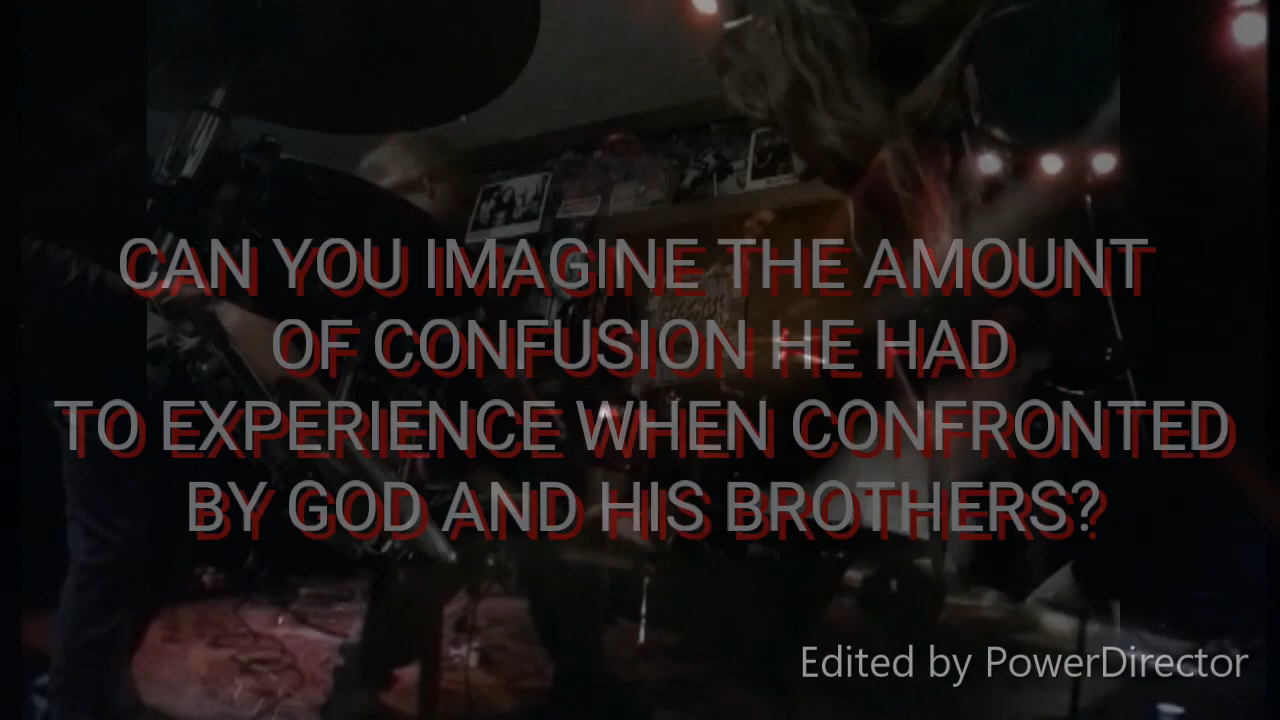 CAN YOU IMAGINE THE AMOUNT
OF CONFUSION HE HAD
TO EXPERIENCE WHEN CONFRONTED
BY GOD AND HIS BROTHERS?
Edited by PowerDirector